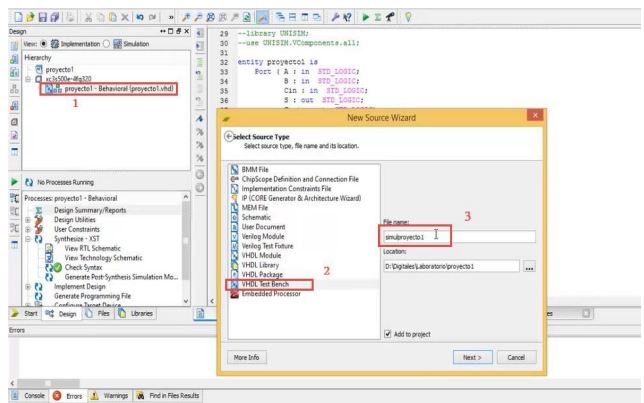 Design
View:
Implementation
Simulation
Hierarchy
proyecto1
xc3s500e-4fg320
proyecto1 - Behavioral (proyecto1.vhd)
1
No Processes Running
Processes: proyecto1 - Behavioral
Design Summary/Reports
Design Utilities
User Constraints
Synthesize - XST
View RTL Schematic
View Technology Schematic
Check Syntax
Generate Post-Synthesis Simulation Mo...
Implement Design
Generate Programming File
Configure Target Device
Start
Design
Files
Libraries
29 --library UNISIM;
30 --use UNISIM.VComponents.all;
31
32 entity proyecto1 is
33 Port ( A : in STD_LOGIC;
34 B : in STD_LOGIC;
35 Cin : in STD_LOGIC;
36 S : out STD_LOGIC;
New Source Wizard
Select Source Type
Select source type, file name and its location.
BMM File
ChipScope Definition and Connection File
Implementation Constraints File
IP (CORE Generator & Architecture Wizard)
MEM File
Schematic
User Document
Verilog Module
Verilog Test Fixture
VHDL Module
VHDL Library
VHDL Package
VHDL Test Bench
Embedded Processor
2
3
File name:
simulproyecto1
Location:
D:\Digitales\Laboratorio\proyecto1
...
Add to project
More Info
Next >
Cancel
Errors
Console
Errors
Warnings
Find in Files Results